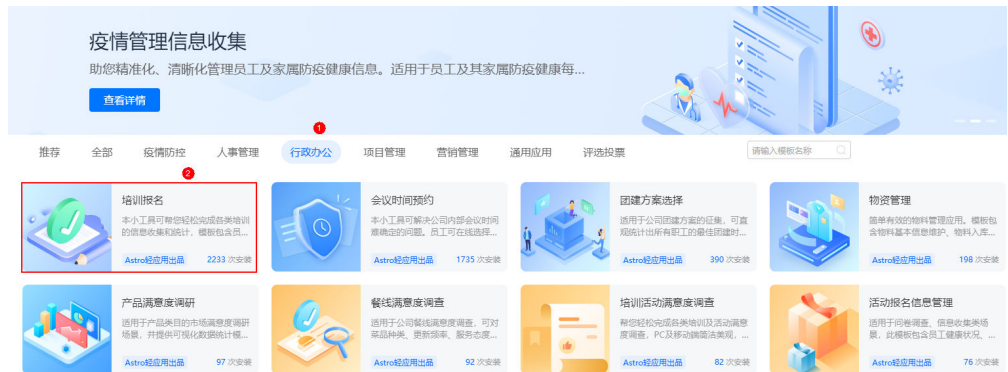 疫情管理信息收集
助您精准化、清晰化管理员工及家属防疫健康信息。适用于员工及其家属防疫健康每...
查看详情
1
推荐 全部 疫情防控 人事管理 行政办公 项目管理 营销管理 通用应用 评选投票 请输入模板名称
2
培训报名
本小工具可帮您轻松完成各类培训
的信息收集和统计，模板包含员...
Astro轻应用出品 2233 次安装
会议时间预约
本小工具可解决公司内部会议时间
难确定的问题。员工可在线选择...
Astro轻应用出品 1735 次安装
团建方案选择
适用于公司团建方案的征集，可直
观统计出所有职工的最佳团建时...
Astro轻应用出品 390 次安装
物资管理
简单有效的物料管理应用。模板包
含物料基本信息维护、物料入库...
Astro轻应用出品 198 次安装
产品满意度调研
适用于产品类目的市场满意度调研
场景，并提供可视化数据统计模...
Astro轻应用出品 97 次安装
餐线满意度调查
适用于公司餐线满意度调查，可对
菜品种类、更新频率、服务态度...
Astro轻应用出品 92 次安装
培训活动满意度调查
帮您轻松完成各类培训及活动满意
度调查，PC及移动端简洁美观，...
Astro轻应用出品 82 次安装
活动报名信息管理
适用于问卷调查、信息收集类场
景，此模板包含员工健康状况、...
Astro轻应用出品 76 次安装